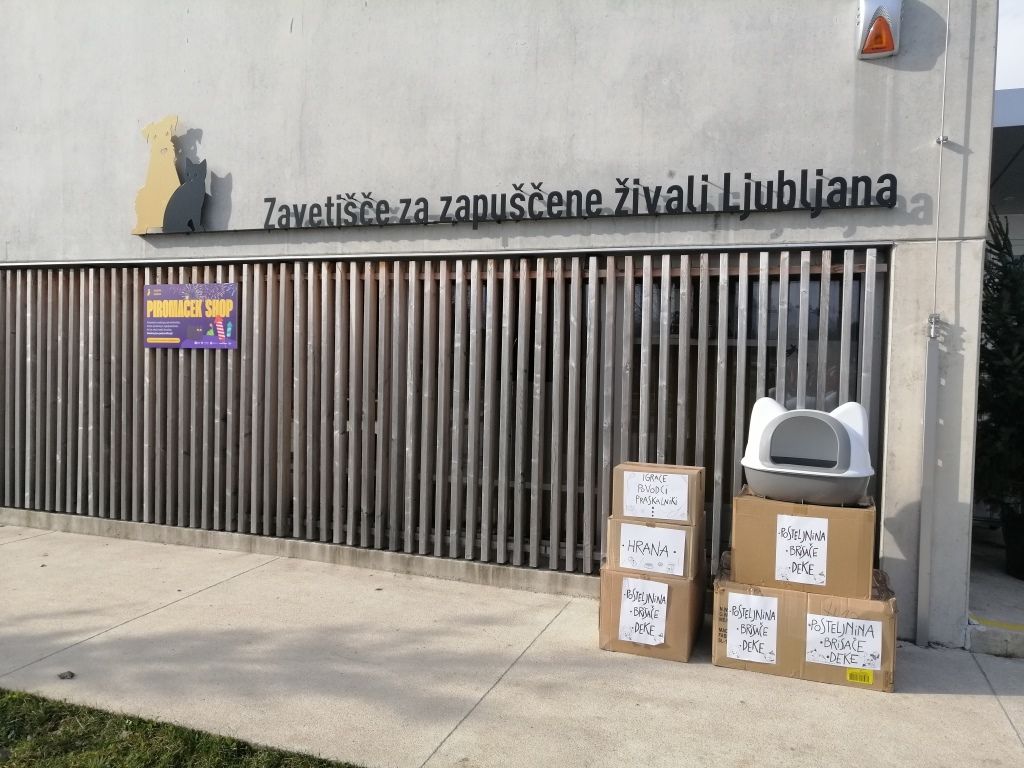 Zavetišče za zapuščene živali Ljubljana
PIROMAČEK SHOP
IGRAČE
POVODCI
PRASKALNIKI
HRANA
POSTELJNINA
BRISAČE
DEKE
POSTELJNINA
BRISAČE
DEKE
POSTELJNINA
BRISAČE
DEKE
POSTELJNINA
BRISAČE
DEKE